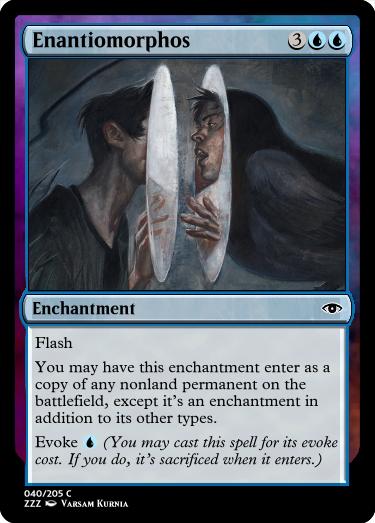 Enantiomorphos 3
Enchantment
Flash
You may have this enchantment enter as a
copy of any nonland permanent on the
battlefield, except it's an enchantment in
addition to its other types.
Evoke (You may cast this spell for its evoke
cost. If you do, it's sacrificed when it enters.)
040/205 C
ZZZ Varsam Kurnia